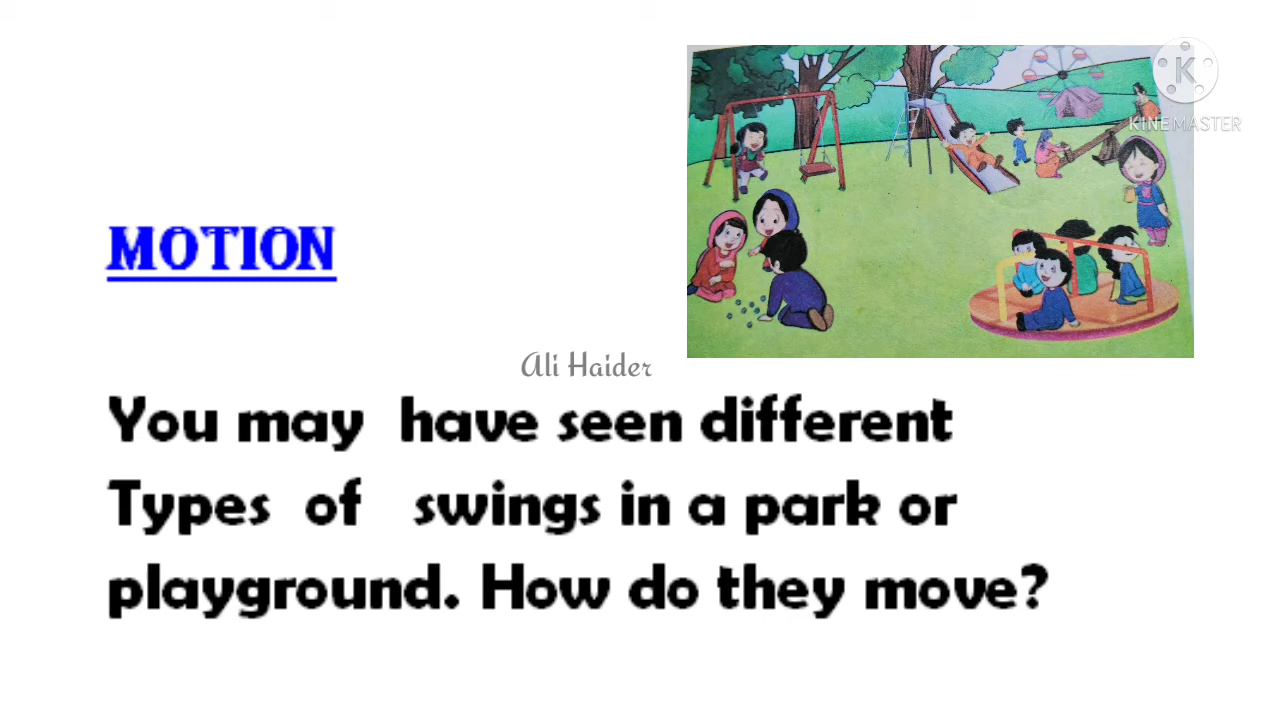 K
KINEMASTER
MOTION
Ali Haider
You may have seen different
Types of swings in a park or
playground. How do they move?